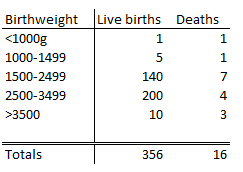 Birthweight Live births Deaths
<1000g 1 1
1000-1499 5 1
1500-2499 140 7
2500-3499 200 4
>3500 10 3
Totals 356 16